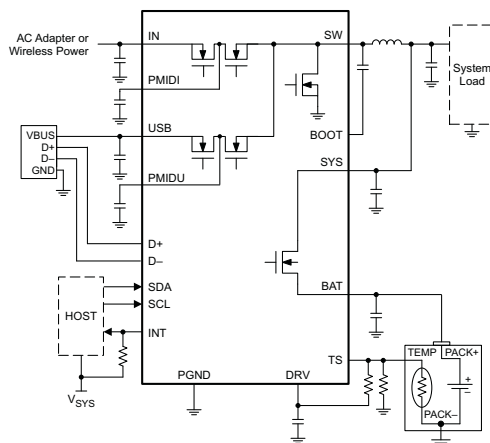 AC Adapter or
Wireless Power
IN
SW
PMIDI
System
Load
BOOT
VBUS
D+
D–
GND
USB
PMIDU
SYS
D+
D–
SDA
SCL
HOST
INT
BAT
VSYS
TS
TEMP
PACK+
+
–
PGND
DRV
PACK–